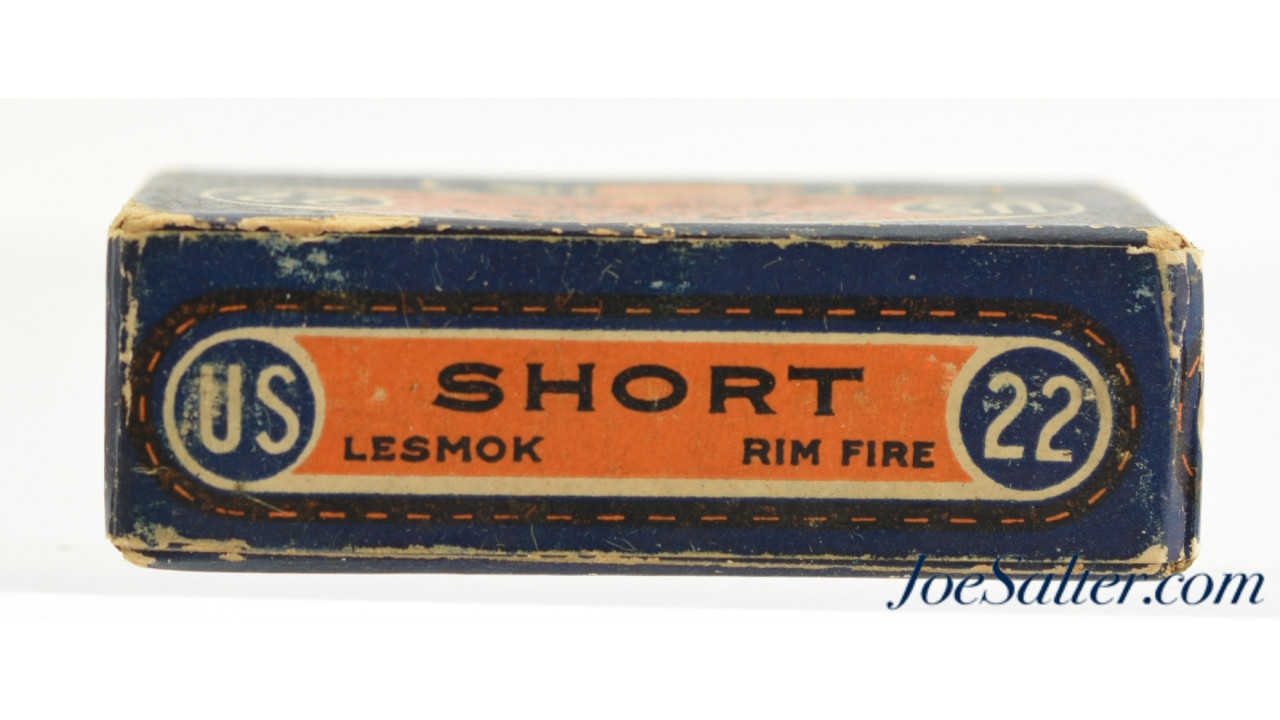 US
SHORT
LESMOK RIM FIRE
22
JoeSalter.com